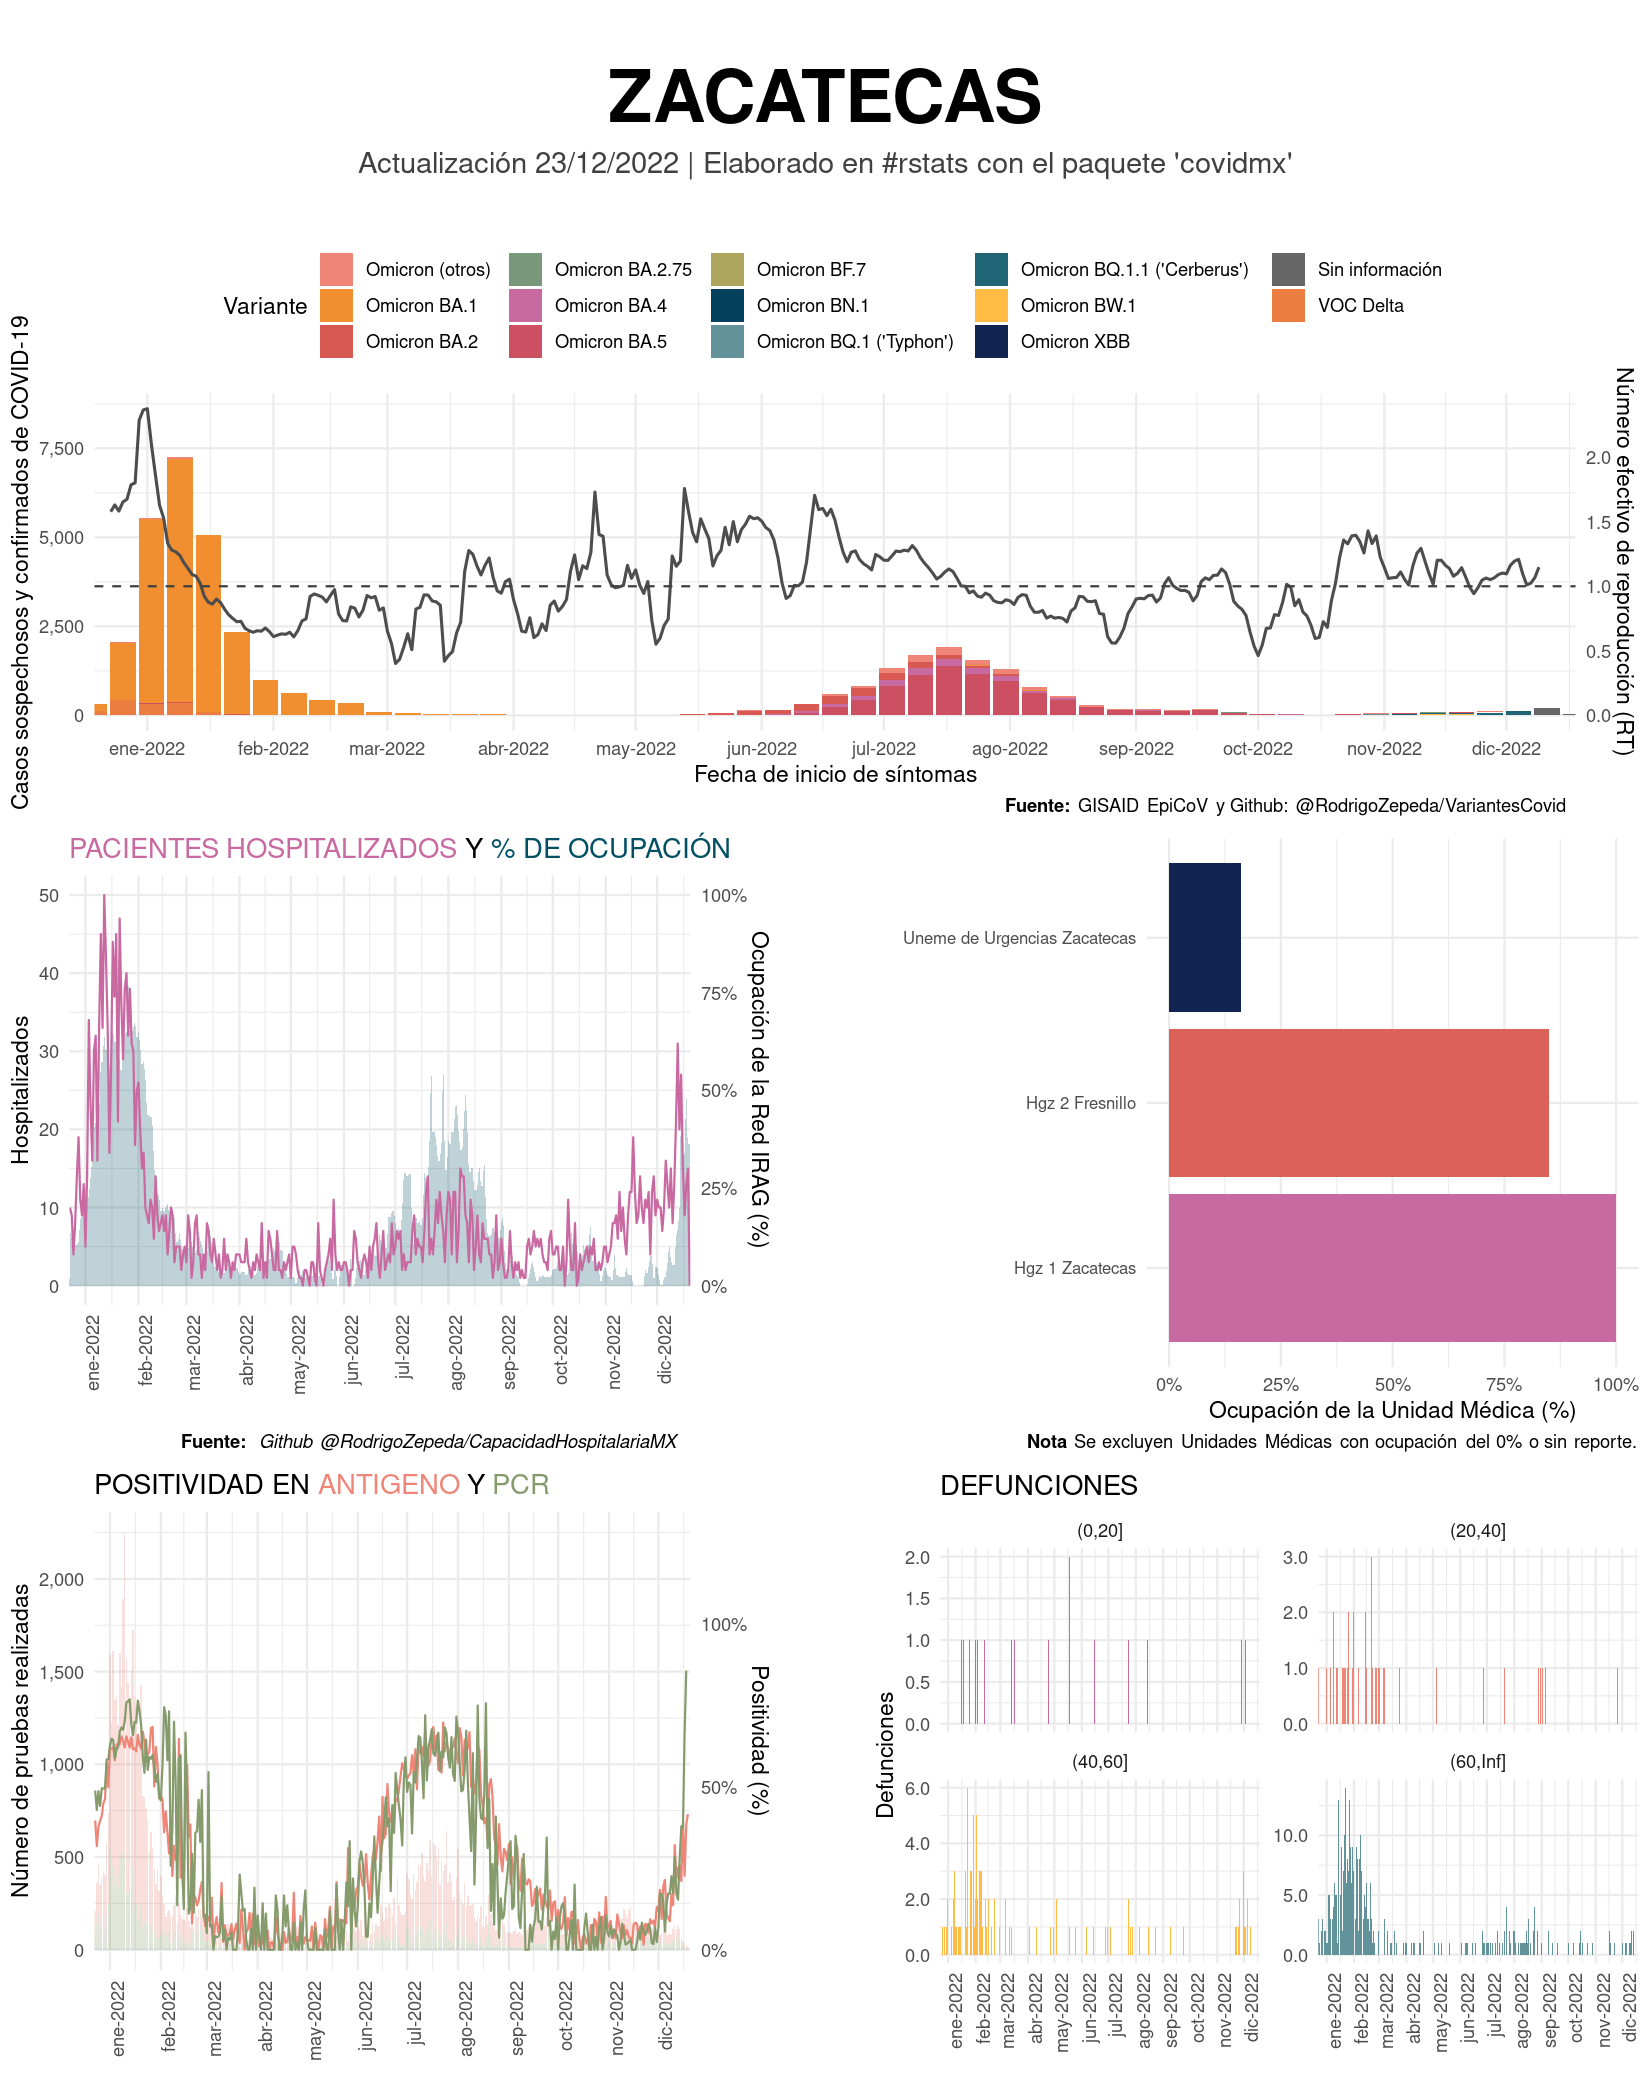 ZACATECAS
Actualización 23/12/2022 | Elaborado en #rstats con el paquete 'covidmx'
Variante
Omicron (otros)
Omicron BA.1
Omicron BA.2
Omicron BA.2.75
Omicron BA.4
Omicron BA.5
Omicron BF.7
Omicron BN.1
Omicron BQ.1 ('Typhon')
Omicron BQ.1.1 ('Cerberus')
Omicron BW.1
Omicron XBB
Sin información
VOC Delta
Casos sospechosos y confirmados de COVID-19
7,500
5,000
2,500
0
Número efectivo de reproducción (RT)
2.0
1.5
1.0
0.5
0.0
ene-2022 feb-2022 mar-2022 abr-2022 may-2022 jun-2022 jul-2022 ago-2022 sep-2022 oct-2022 nov-2022 dic-2022
Fecha de inicio de síntomas
Fuente: GISAID EpiCoV y Github: @RodrigoZepeda/VariantesCovid
PACIENTES HOSPITALIZADOS Y % DE OCUPACIÓN
Hospitalizados
50
40
30
20
10
0
100%
75%
50%
25%
0%
Ocupación de la Red IRAG (%)
ene-2022 feb-2022 mar-2022 abr-2022 may-2022 jun-2022 jul-2022 ago-2022 sep-2022 oct-2022 nov-2022 dic-2022
Fuente: Github @RodrigoZepeda/CapacidadHospitalariaMX
Uneme de Urgencias Zacatecas
Hgz 2 Fresnillo
Hgz 1 Zacatecas
0% 25% 50% 75% 100%
Ocupación de la Unidad Médica (%)
Nota Se excluyen Unidades Médicas con ocupación del 0% o sin reporte.
POSITIVIDAD EN ANTIGENO Y PCR
Número de pruebas realizadas
2,000
1,500
1,000
500
0
100%
50%
0%
Positividad (%)
ene-2022 feb-2022 mar-2022 abr-2022 may-2022 jun-2022 jul-2022 ago-2022 sep-2022 oct-2022 nov-2022 dic-2022
DEFUNCIONES
Defunciones
(0,20]
2.0
1.5
1.0
0.5
0.0
(20,40]
3.0
2.0
1.0
0.0
(40,60]
6.0
4.0
2.0
0.0
ene-2022 feb-2022 mar-2022 abr-2022 may-2022 jun-2022 jul-2022 ago-2022 sep-2022 oct-2022 nov-2022 dic-2022
(60,Inf]
10.0
5.0
0.0
ene-2022 feb-2022 mar-2022 abr-2022 may-2022 jun-2022 jul-2022 ago-2022 sep-2022 oct-2022 nov-2022 dic-2022